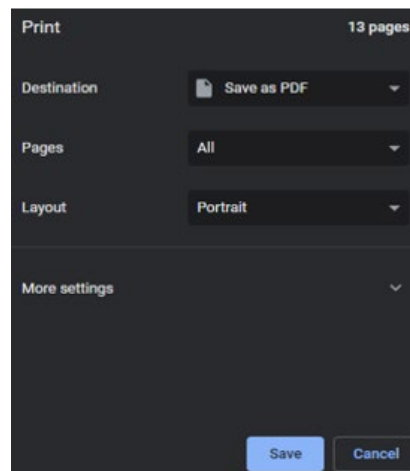 Print 13 pages
Destination Save as PDF
Pages All
Layout Portrait
More settings
Save Cancel